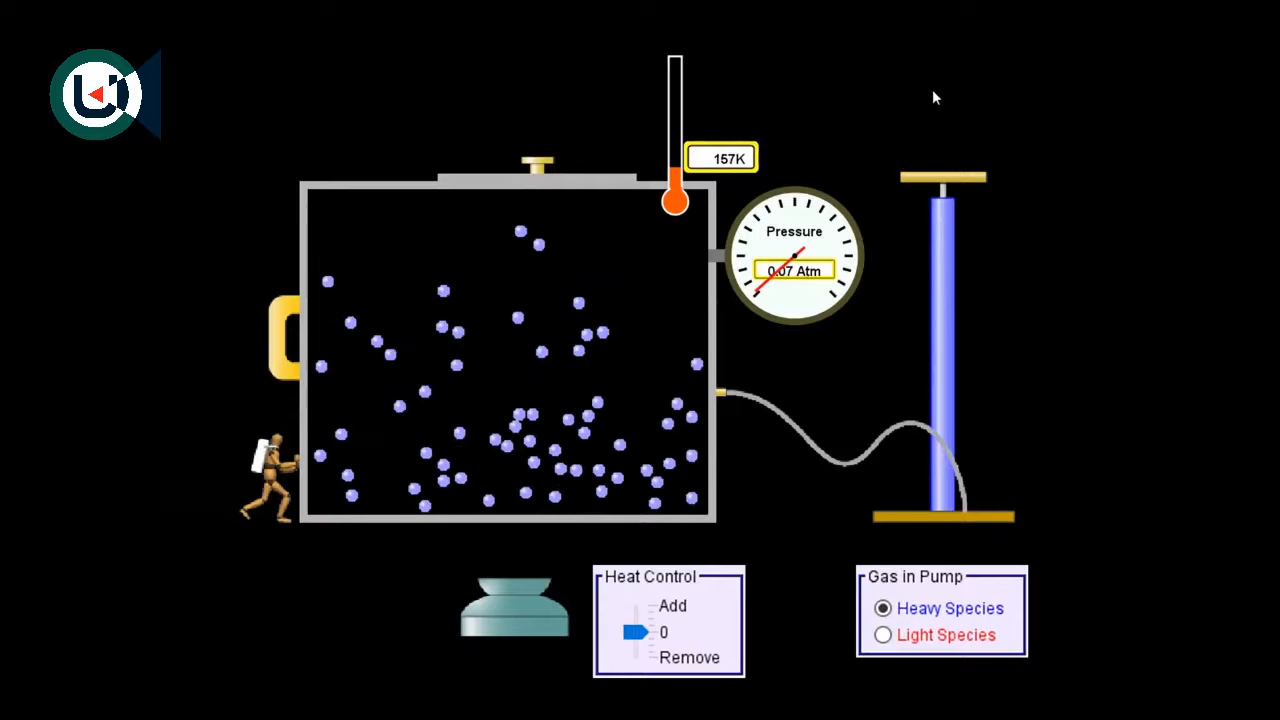 157K
Pressure
0.07 Atm
Heat Control
Add
0
Remove
Gas in Pump
Heavy Species
Light Species